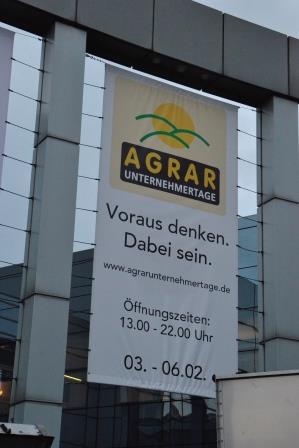 AGRAR
UNTERNEHMERTAGE
Voraus denken.
Dabei sein.
www.agrarunternehmertage.de
Öffnungszeiten:
13.00 - 22.00 Uhr
03. - 06.02.